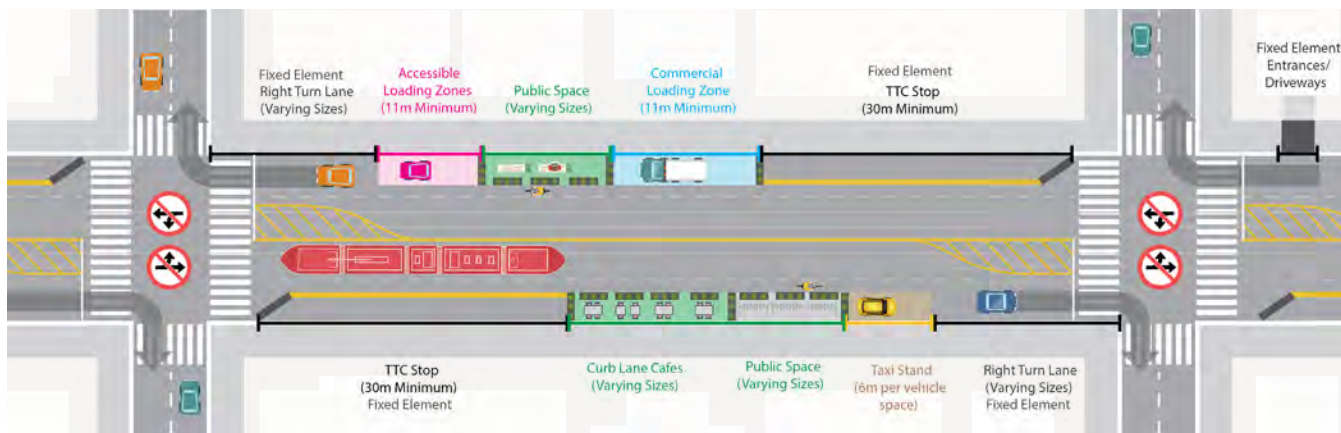 Fixed Element
Right Turn Lane
(Varying Sizes)
Accessible
Loading Zones
(11m Minimum)
Public Space
(Varying Sizes)
Commercial
Loading Zone
(11m Minimum)
Fixed Element
TTC Stop
(30m Minimum)
Fixed Element
Entrances/
Driveways
TTC Stop
(30m Minimum)
Fixed Element
Curb Lane Cafes
(Varying Sizes)
Public Space
(Varying Sizes)
Taxi Stand
(6m per vehicle
space)
Right Turn Lane
(Varying Sizes)
Fixed Element